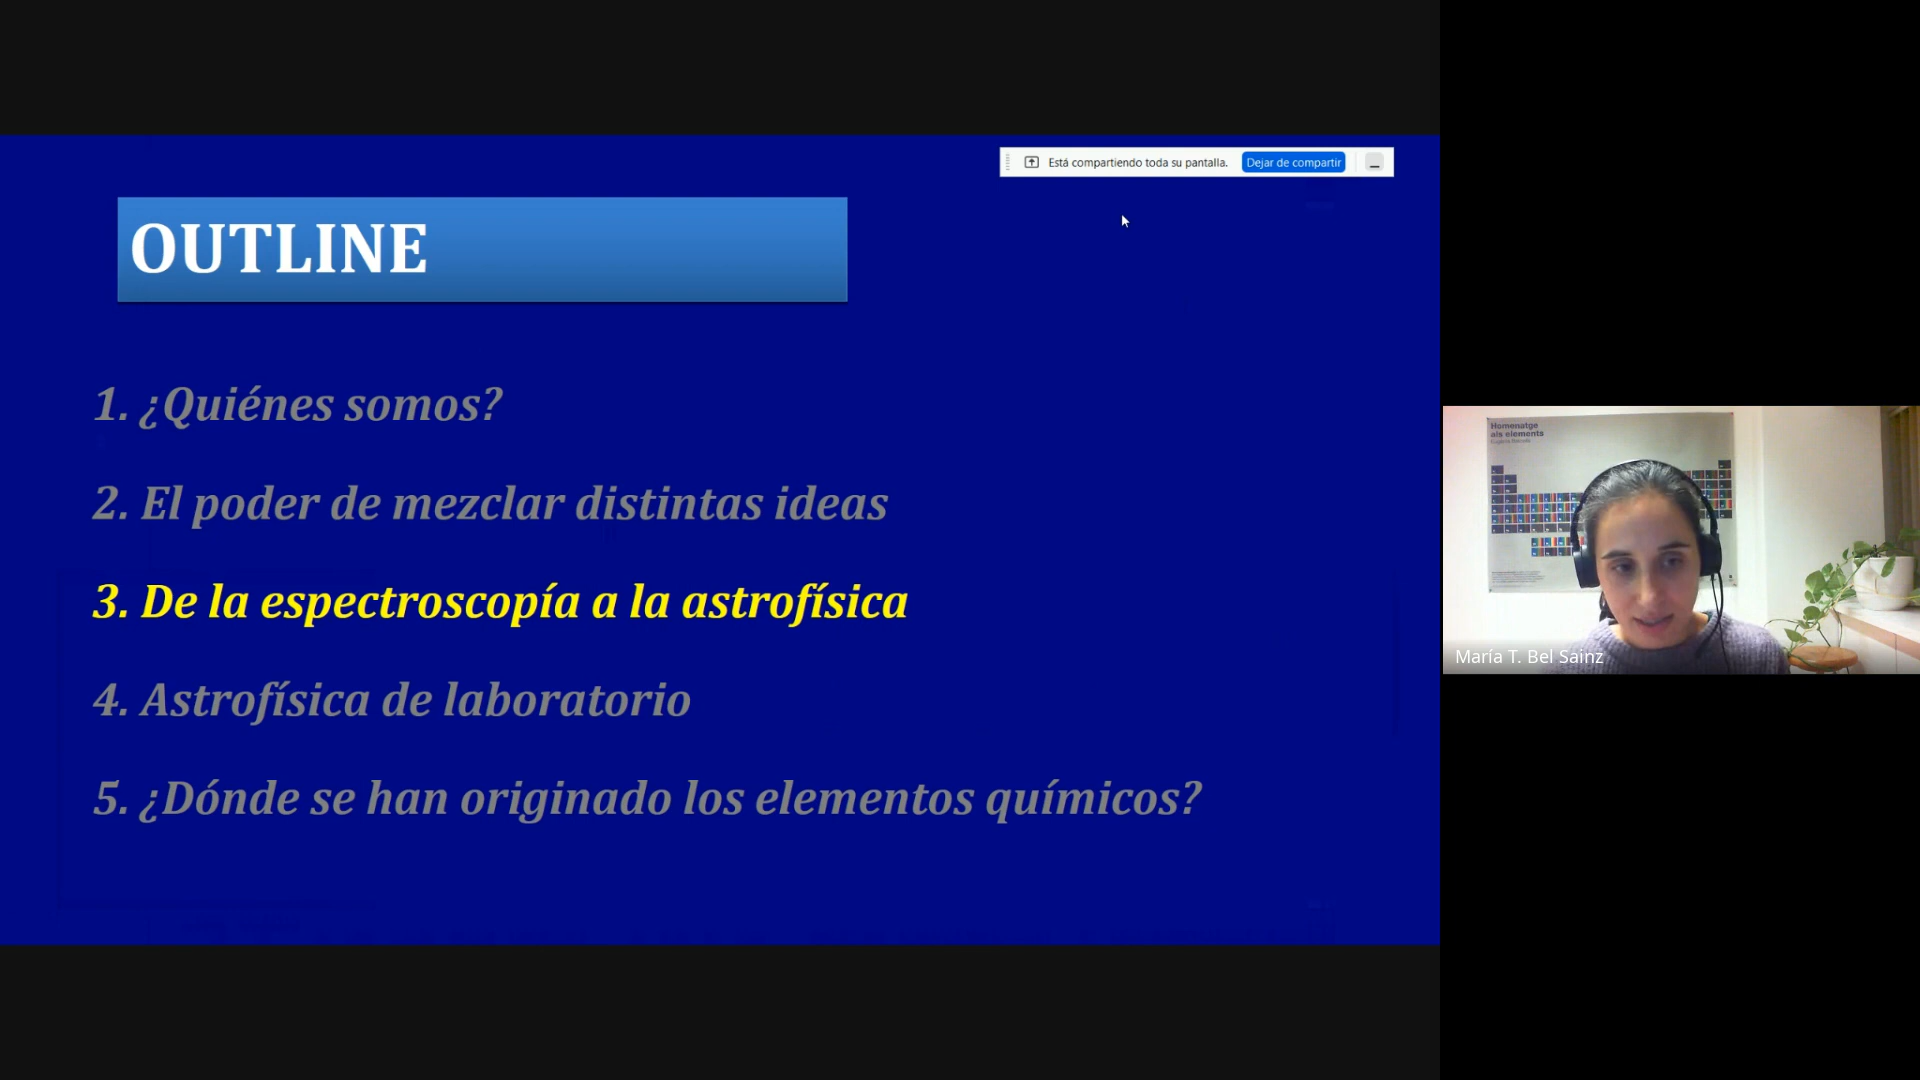 Está compartiendo toda su pantalla. Dejar de compartir
OUTLINE
1. ¿Quiénes somos?
2. El poder de mezclar distintas ideas
3. De la espectroscopía a la astrofísica
4. Astrofísica de laboratorio
5. ¿Dónde se han originado los elementos químicos?
Homenatge
als elements
María T. Bel Sainz